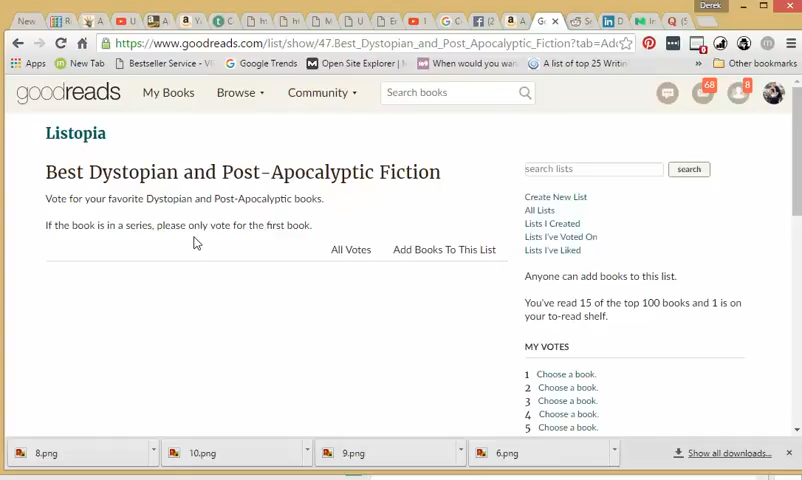 Derek
New
https://www.goodreads.com/list/show/47.Best_Dystopian_and_Post_Apocalyptic_Fiction?tab=Add
Apps New Tab Bestseller Service - Google Trends Open Site Explorer | When would you want A list of top 25 Writin » Other bookmarks
goodreads My Books Browse Community Search books 68 8
Listopia
Best Dystopian and Post-Apocalyptic Fiction
search lists search
Vote for your favorite Dystopian and Post-Apocalyptic books.
Create New List
All Lists
If the book is in a series, please only vote for the first book.
Lists I Created
Lists I've Voted On
All Votes Add Books To This List
Lists I've Liked
Anyone can add books to this list.
You've read 15 of the top 100 books and 1 is on
your to-read shelf.
MY VOTES
1 Choose a book.
2 Choose a book.
3 Choose a book.
4 Choose a book.
5 Choose a book.
8.png 10.png 9.png 6.png Show all downloads...